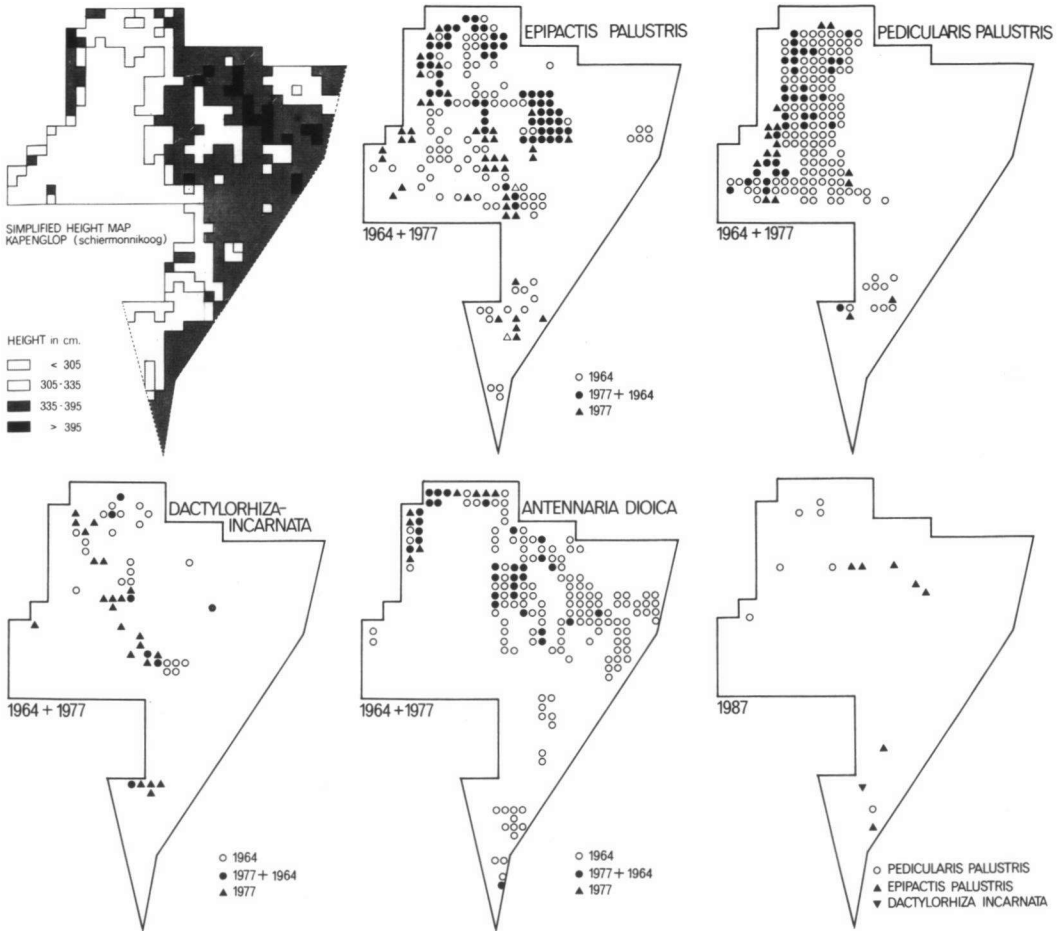 EPIPACTIS PALUSTRIS
PEDICULARIS PALUSTRIS
SIMPLIFIED HEIGHT MAP
KAPENGLOP (schiermonnikoog)
1964 + 1977
1964 + 1977
HEIGHT in cm.
< 305
305-335
335-395
> 395
1964
1977 + 1964
1977
DACTYLORHIZA-
INCARNATA
ANTENNARIA DIOICA
1964 + 1977
1964 + 1977
1987
1964
1977 + 1964
1977
1964
1977 + 1964
1977
PEDICULARIS PALUSTRIS
EPIPACTIS PALUSTRIS
DACTYLORHIZA INCARNATA